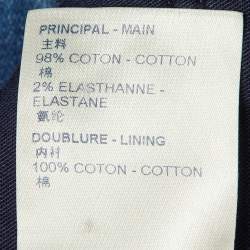 PRINCIPAL - MAIN
主料
98% COTON - COTTON
棉
2% ELASTHANNE -
ELASTANE
氨纶
DOUBLURE - LINING
内衬
100% COTON - COTTON
棉